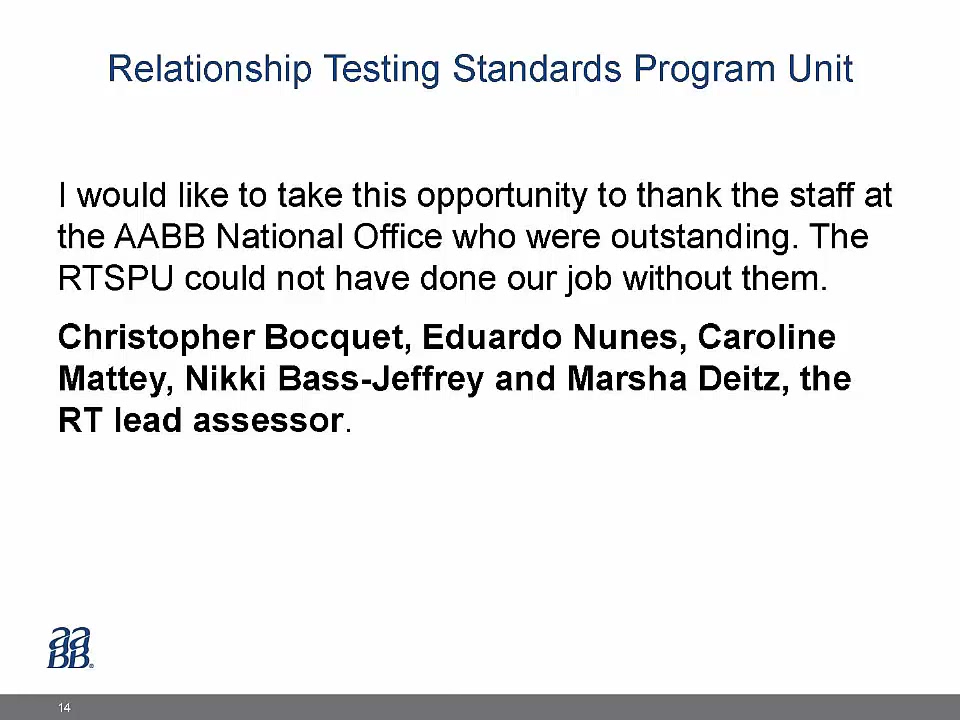 Relationship Testing Standards Program Unit
I would like to take this opportunity to thank the staff at
the AABB National Office who were outstanding. The
RTSPU could not have done our job without them.
Christopher Bocquet, Eduardo Nunes, Caroline
Mattey, Nikki Bass-Jeffrey and Marsha Deitz, the
RT lead assessor.
aa
BB®
14